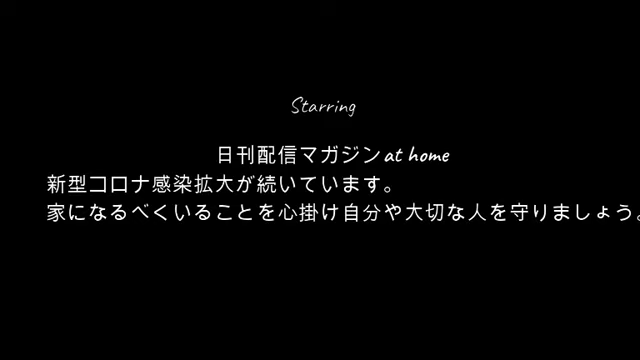 Starring
日刊配信マガジンat home
新型コロナ感染拡大が続いています。
家になるべくいることを心掛け自分や大切な人を守りましょう。